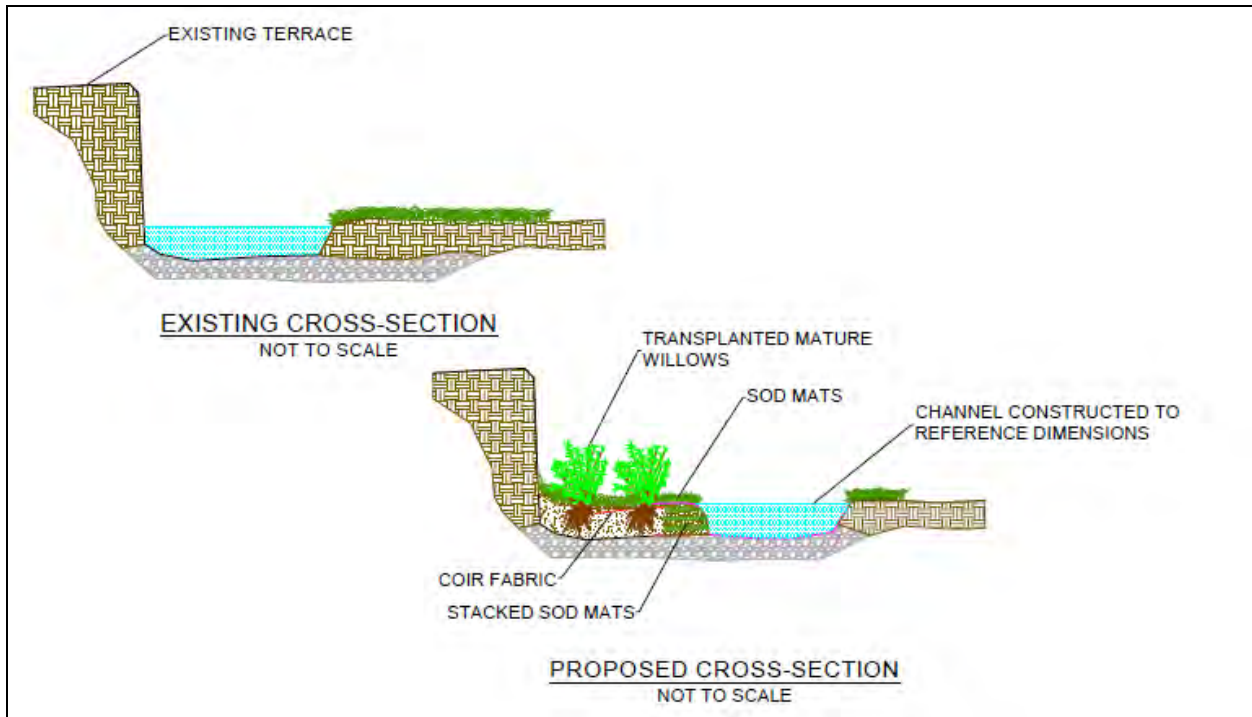 EXISTING TERRACE
EXISTING CROSS-SECTION
NOT TO SCALE
TRANSPLANTED MATURE
WILLOWS
SOD MATS
CHANNEL CONSTRUCTED TO
REFERENCE DIMENSIONS
COIR FABRIC
STACKED SOD MATS
PROPOSED CROSS-SECTION
NOT TO SCALE